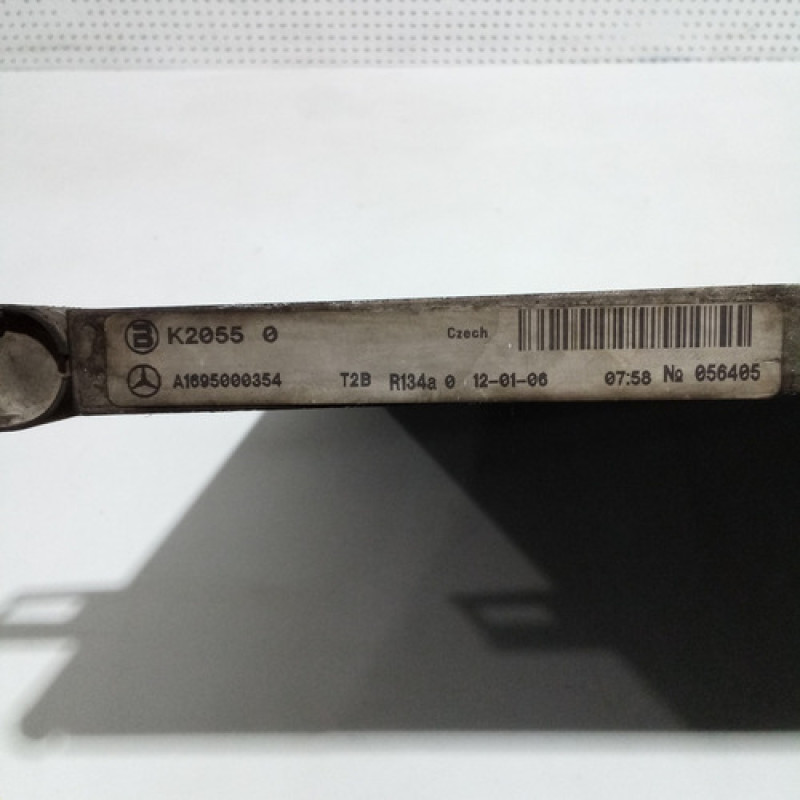 K2055 0 Czech
A1695000354 T2B R134a 0 12-01-06 07:58 № 056405